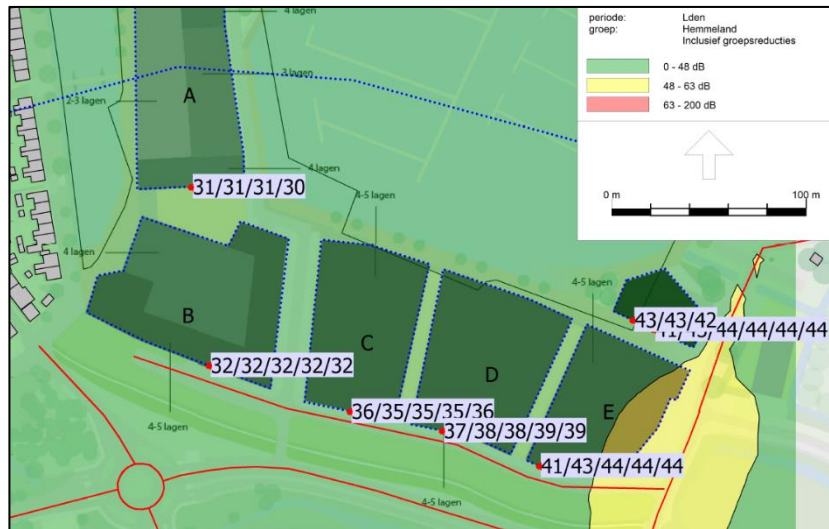 4 lagen
periode: Lden
groep: Hemmeland
Inclusief groepsreducties
0 - 48 dB
48 - 63 dB
63 - 200 dB
0 m 100 m
3 lagen
2-3 lagen
A
4 lagen
31/31/31/30
4-5 lagen
4 lagen
4-5 lagen
B
C
D
E
43/43/42
44/44/44/44
32/32/32/32/32
36/35/35/35/36
37/38/38/39/39
41/43/44/44/44
4-5 lagen
4-5 lagen